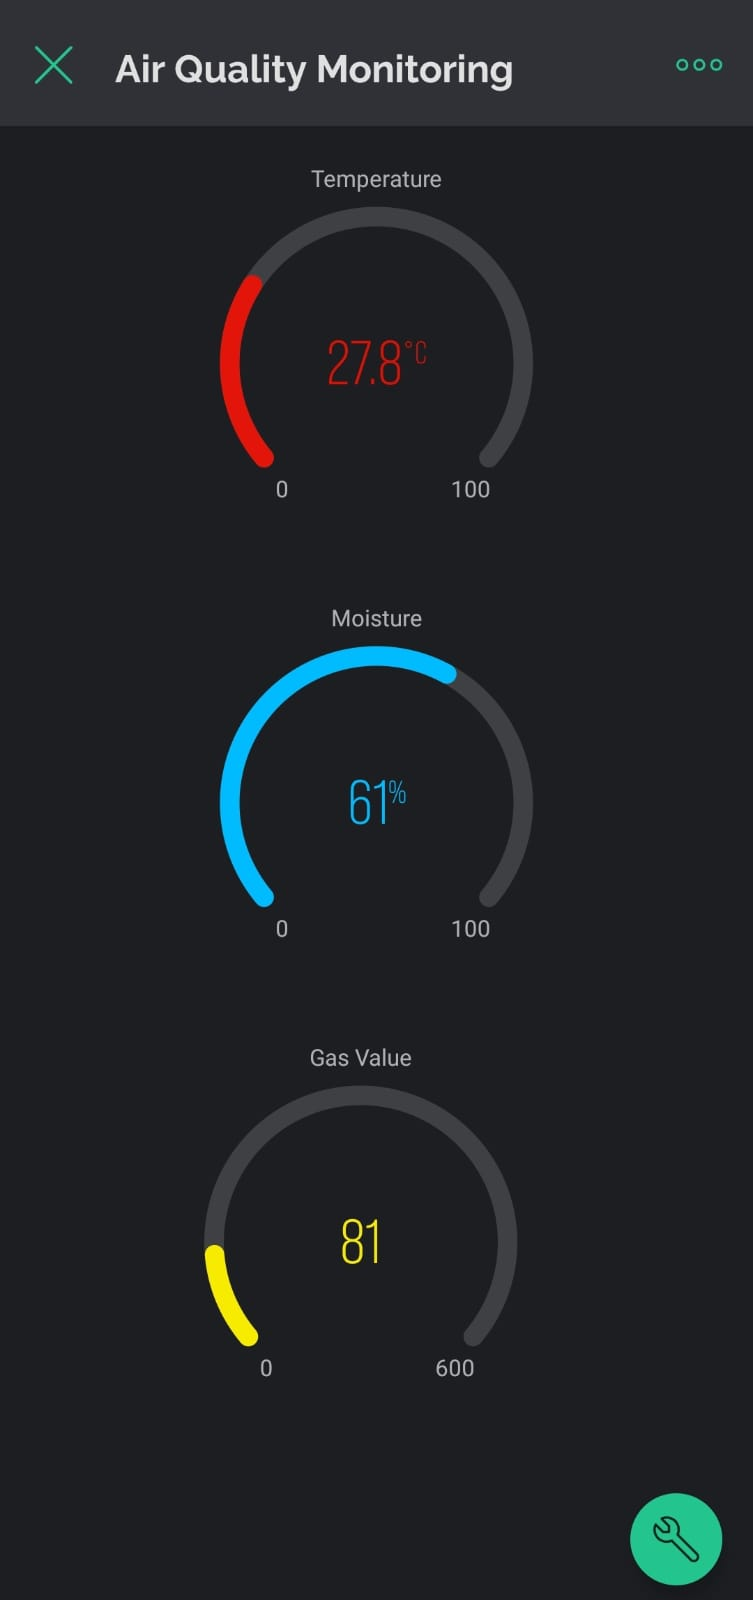 Air Quality Monitoring
Temperature
27.8°C
0 100
Moisture
61%
0 100
Gas Value
81
0 600